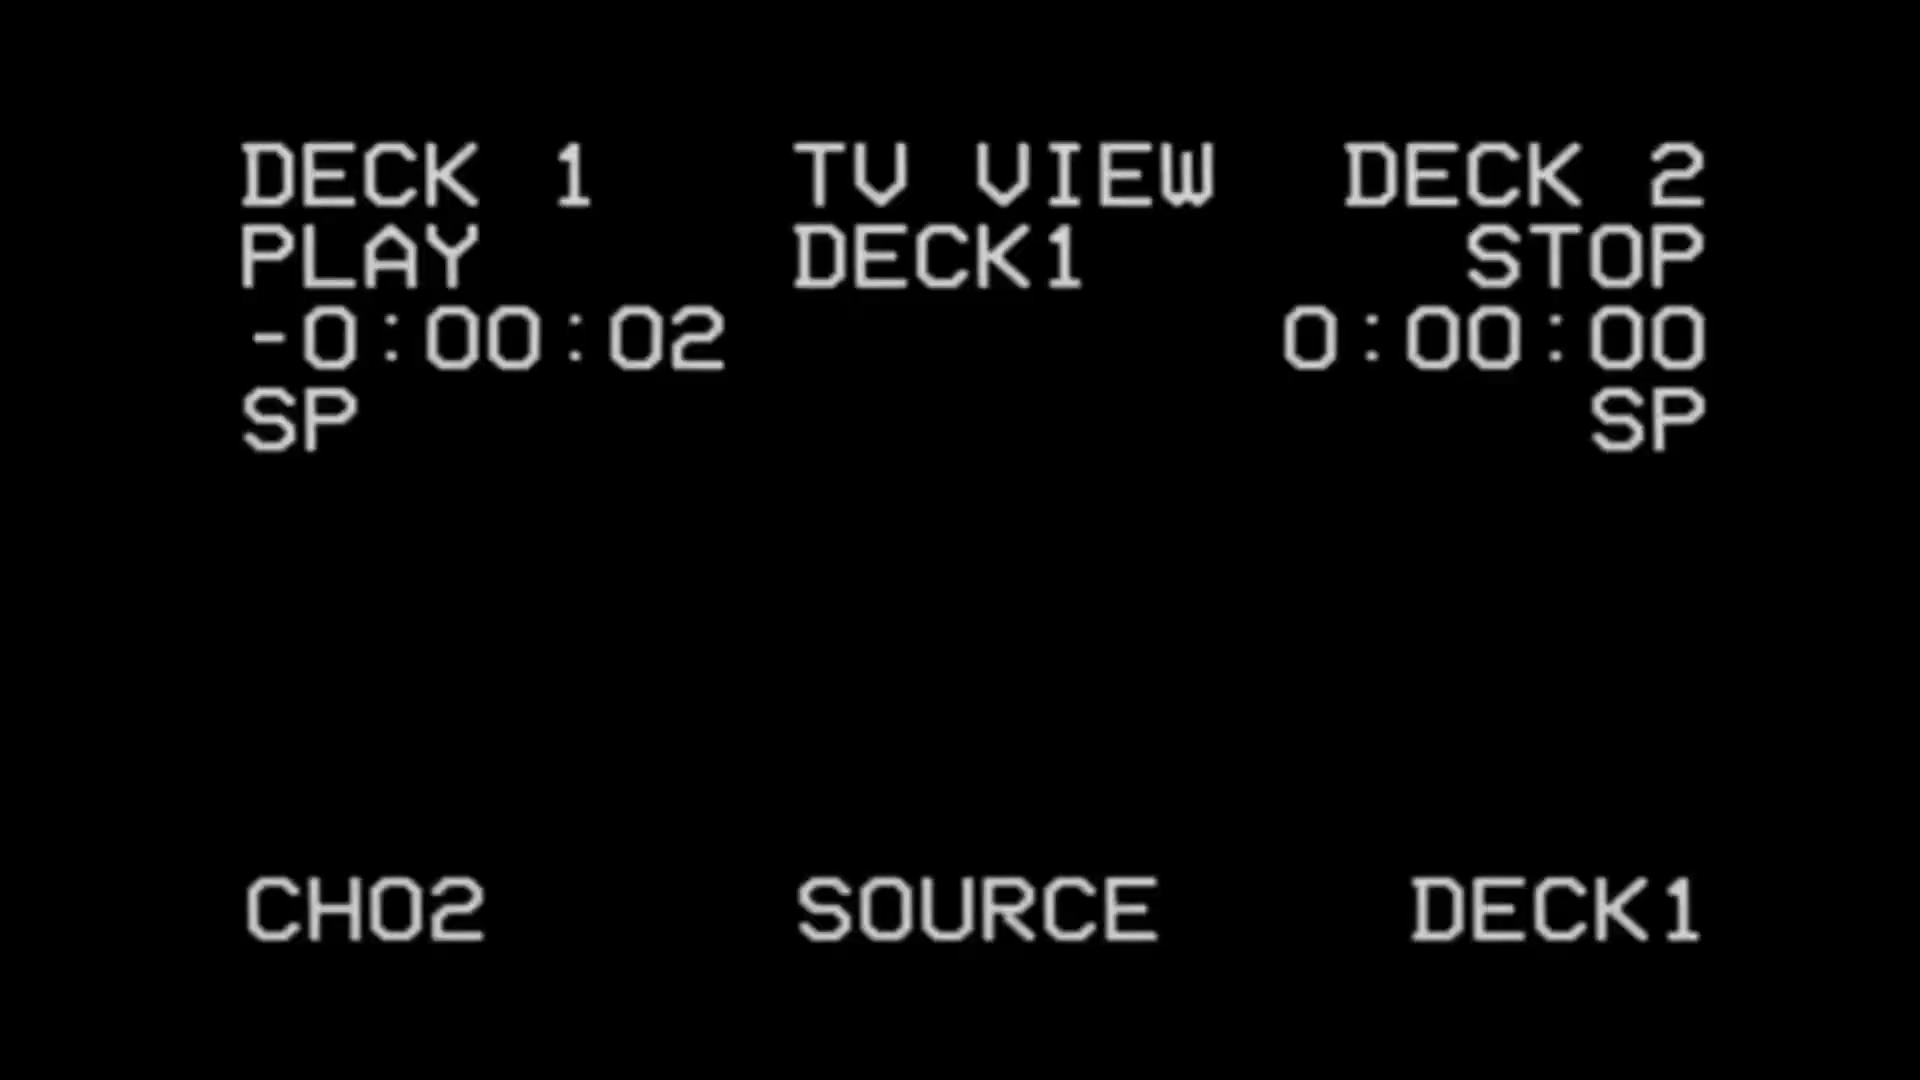 DECK 1 TV VIEW DECK 2
PLAY DECK1 STOP
-0:00:02 0:00:00
SP SP
CH02 SOURCE DECK1